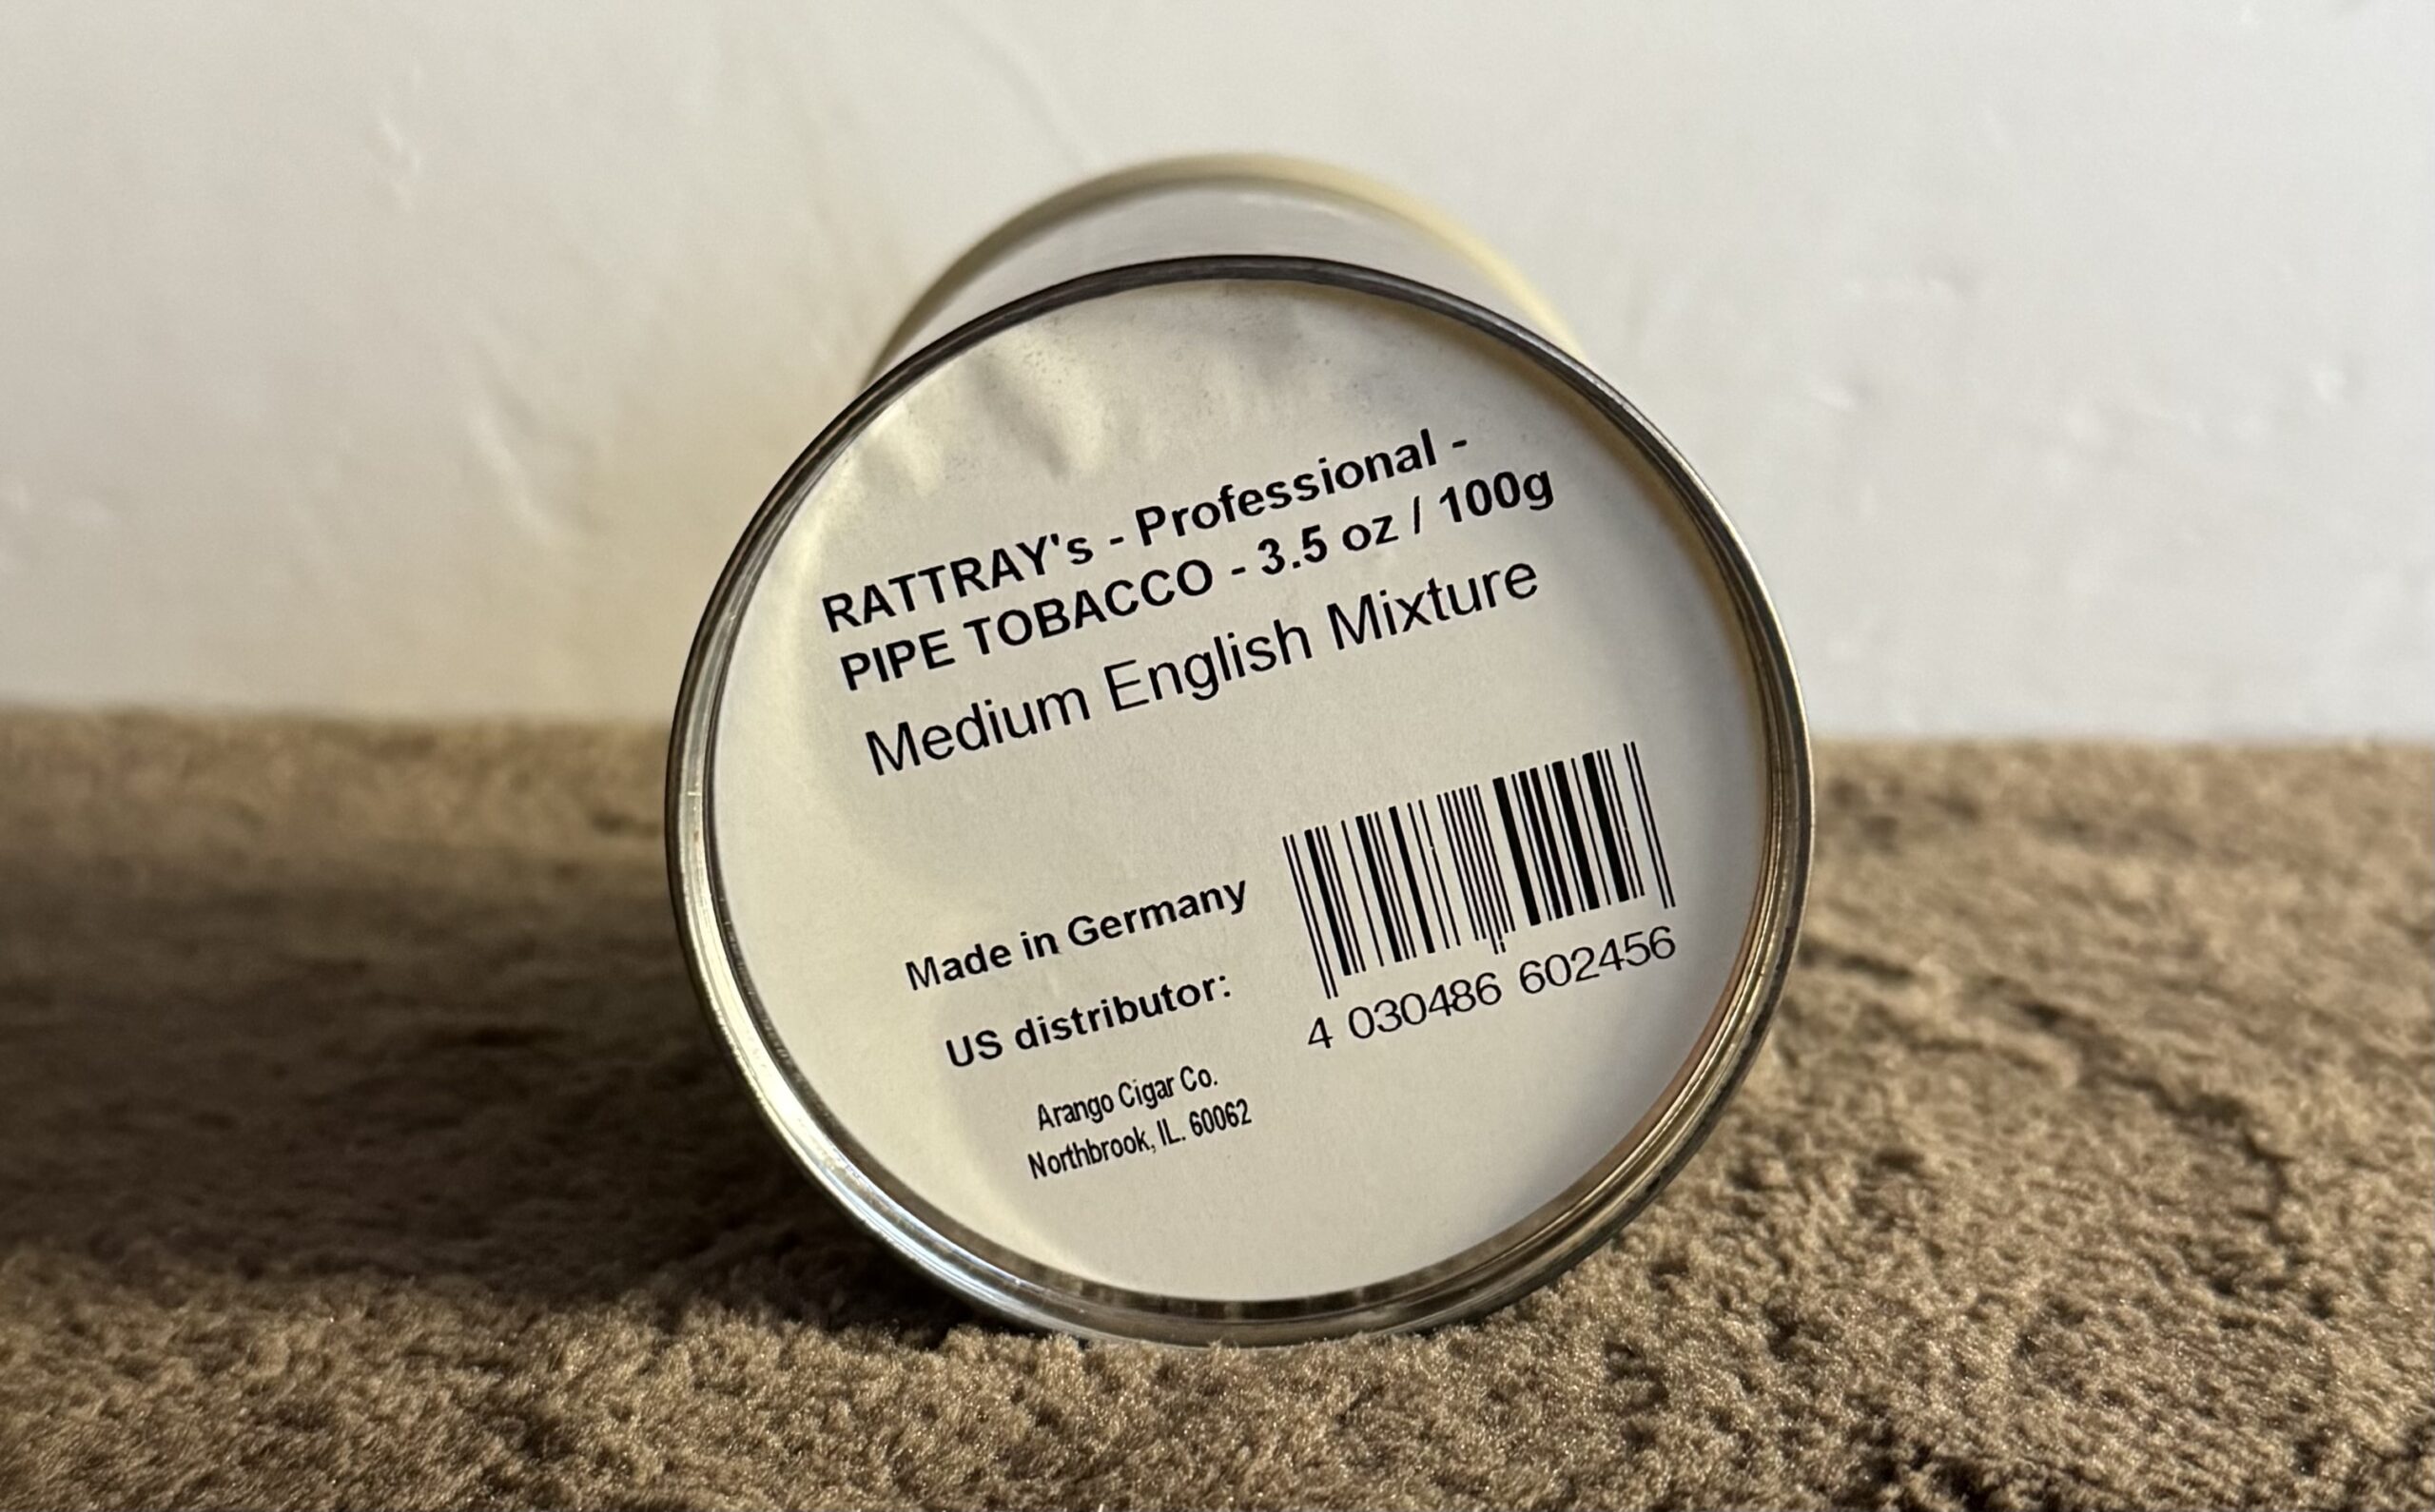 RATTRAY's - Professional -
PIPE TOBACCO - 3.5 oz / 100g
Medium English Mixture
Made in Germany
US distributor:
Arango Cigar Co.
Northbrook, IL. 60062
4 030486 602456